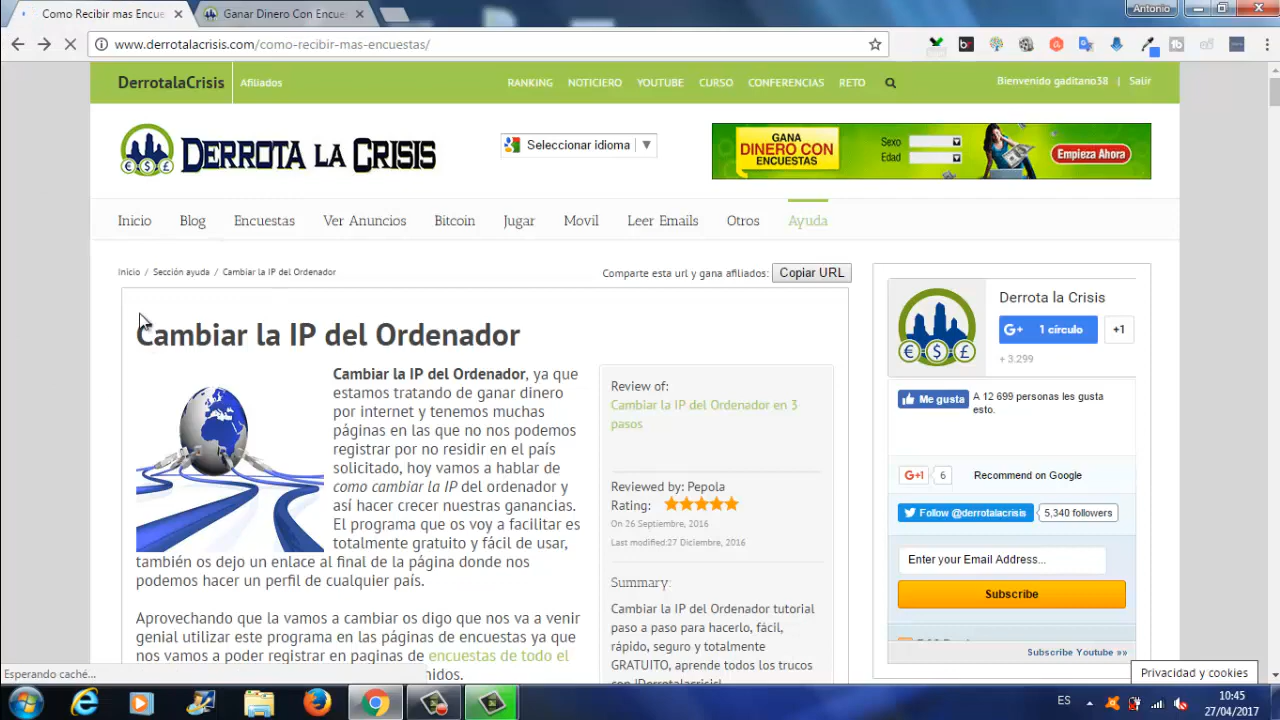 Como Recibir mas Encue
Ganar Dinero Con Encue
Antonio
www.derrotalacrisis.com/como-recibir-mas-encuestas/
DerrotalaCrisis
Afiliados
RANKING NOTICIERO YOUTUBE CURSO CONFERENCIAS RETO
Bienvenido gaditano38 | Salir
DERROTA LA CRISIS
Seleccionar idioma
GANA
DINERO CON
ENCUESTAS
Sexo
Edad
Empieza Ahora
Inicio Blog Encuestas Ver Anuncios Bitcoin Jugar Movil Leer Emails Otros Ayuda
Inicio / Sección ayuda / Cambiar la IP del Ordenador
Comparte esta url y gana afiliados: Copiar URL
Cambiar la IP del Ordenador
Cambiar la IP del Ordenador, ya que
estamos tratando de ganar dinero
por internet y tenemos muchas
páginas en las que no nos podemos
registrar por no residir en el país
solicitado, hoy vamos a hablar de
como cambiar la IP del ordenador y
así hacer crecer nuestras ganancias.
El programa que os voy a facilitar es
totalmente gratuito y fácil de usar,
también os dejo un enlace al final de la página donde nos
podemos hacer un perfil de cualquier país.
Aprovechando que la vamos a cambiar os digo que nos va a venir
genial utilizar este programa en las páginas de encuestas ya que
nos vamos a poder registrar en paginas de encuestas de todo el
nidos.
Review of:
Cambiar la IP del Ordenador en 3
pasos
Reviewed by: Pepola
Rating:
On 26 Septiembre, 2016
Last modified:27 Diciembre, 2016
Summary:
Cambiar la IP del Ordenador tutorial
paso a paso para hacerlo, fácil,
rápido, seguro y totalmente
GRATUITO, aprende todos los trucos
con !DerrotalaCrisis!
Derrota la Crisis
G+ 1 círculo
+1
+ 3.299
Me gusta
A 12 699 personas les gusta
esto.
G+1 6 Recommend on Google
Follow @derrotalacrisis 5,340 followers
Enter your Email Address...
Subscribe
Subscribe Youtube »»
Privacidad y cookies
Esperando caché...
ES
10:45
27/04/2017